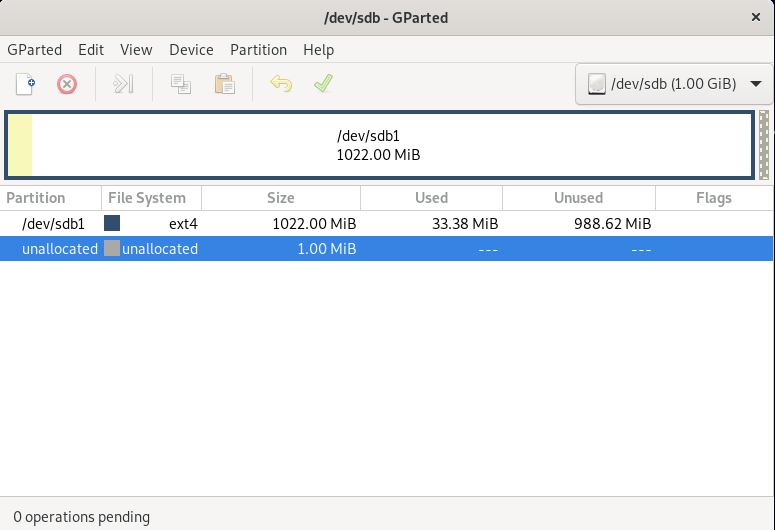 /dev/sdb - GParted
GParted Edit View Device Partition Help
/dev/sdb (1.00 GiB)
/dev/sdb1
1022.00 MiB
Partition File System Size Used Unused Flags
/dev/sdb1 ext4 1022.00 MiB 33.38 MiB 988.62 MiB
unallocated unallocated 1.00 MiB --- ---
0 operations pending